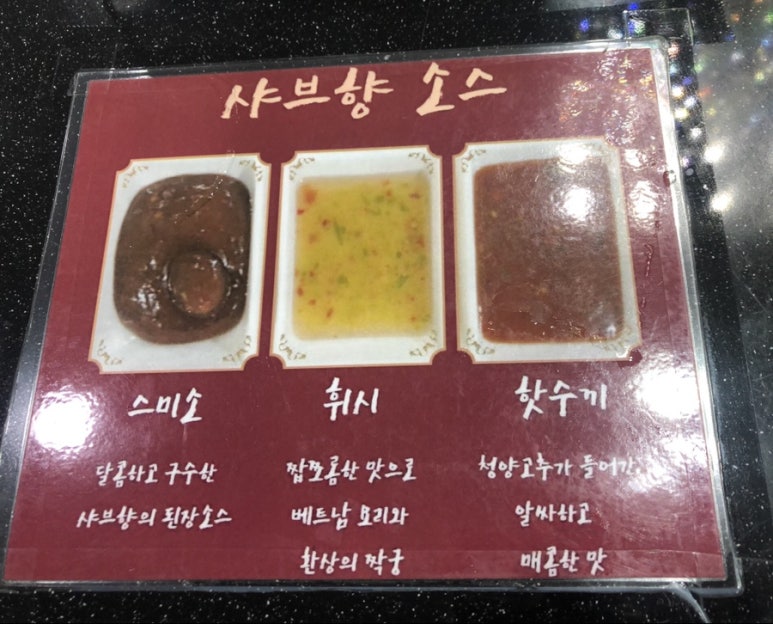 샤브향 소스
스미소
달콤하고 구수한
샤브향의 된장소스
휘시
짭쪼롬한 맛으로
베트남 요리와
환상의 짝궁
핫수끼
청양고추가 들어간
알싸하고
매콤한 맛